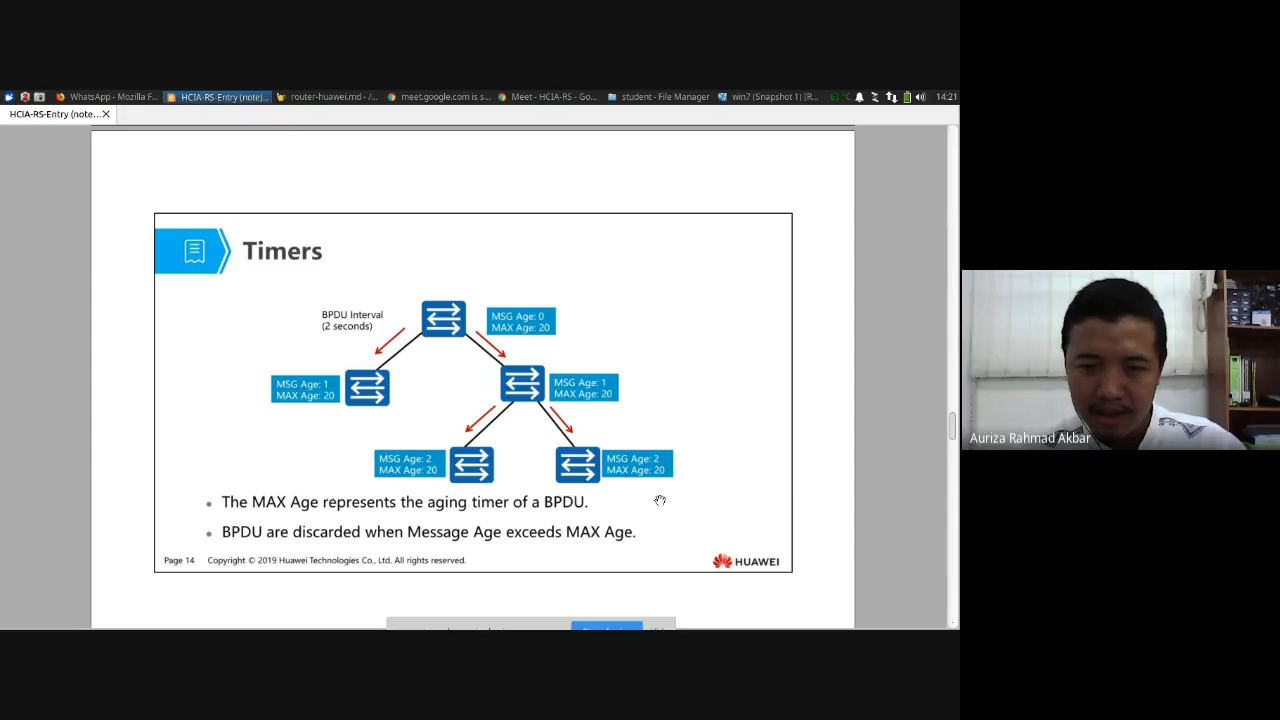 WhatsApp - Mozilla F...
HCIA-RS-Entry (note)...
router-huawei.md - /...
meet.google.com is s...
Meet - HCIA-RS - Go...
student - File Manager
win7 (Snapshot 1) [R...
63 °C
14:21
HCIA-RS-Entry (note...
Timers
BPDU Interval
(2 seconds)
MSG Age: 0
MAX Age: 20
MSG Age: 1
MAX Age: 20
MSG Age: 1
MAX Age: 20
MSG Age: 2
MAX Age: 20
MSG Age: 2
MAX Age: 20
• The MAX Age represents the aging timer of a BPDU.
• BPDU are discarded when Message Age exceeds MAX Age.
Page 14 Copyright © 2019 Huawei Technologies Co., Ltd. All rights reserved.
HUAWEI
Auriza Rahmad Akbar